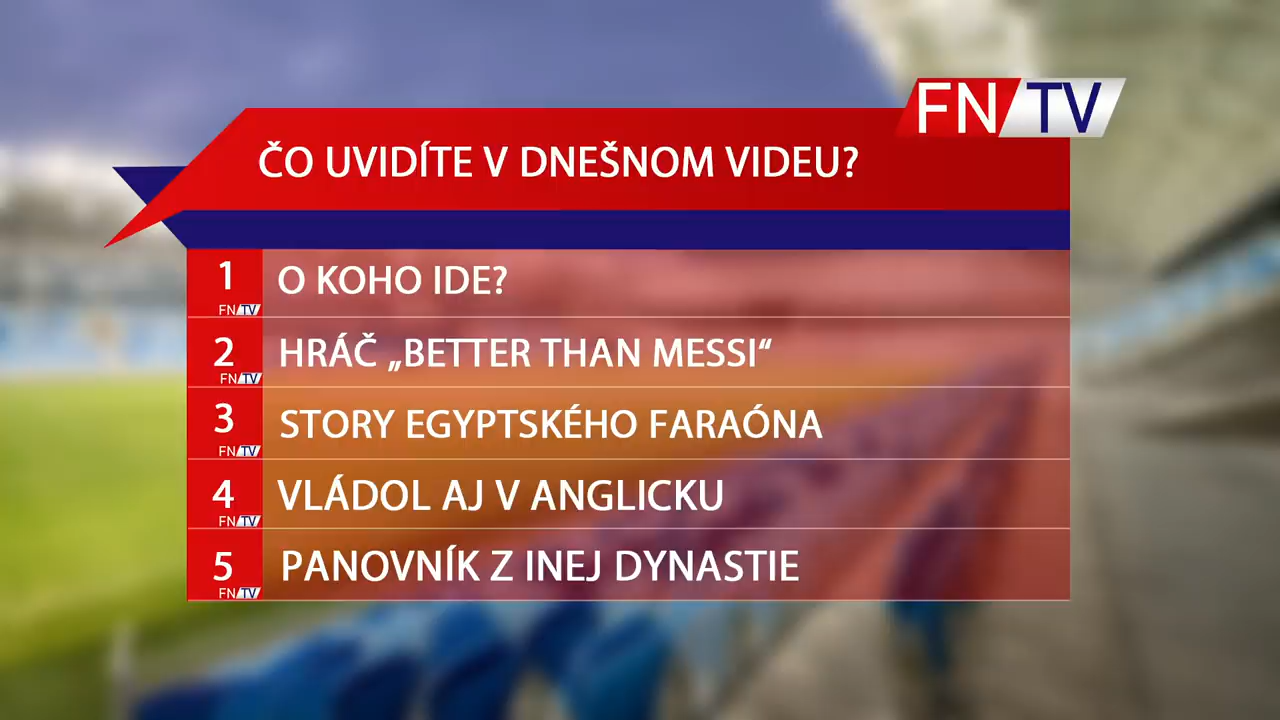 FN TV
ČO UVIDÍTE V DNEŠNOM VIDEU?
1 O KOHO IDE?
FN TV
2 HRÁČ „BETTER THAN MESSI“
FN TV
3 STORY EGYPTSKÉHO FARAÓNA
FN TV
4 VLÁDOL AJ V ANGLICKU
FN TV
5 PANOVNÍK Z INEJ DYNASTIE
FN TV